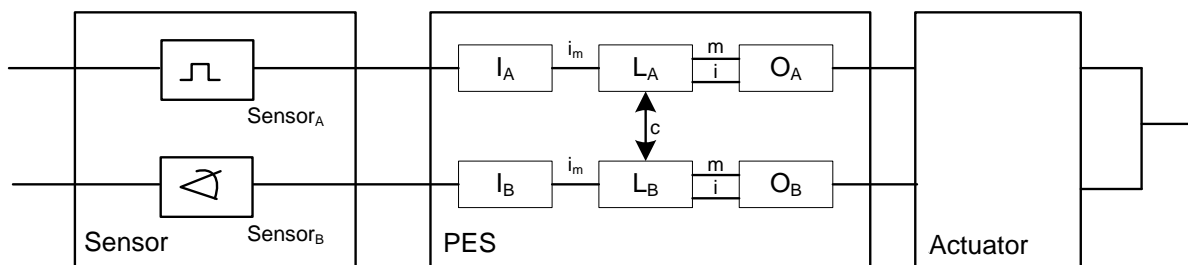 Sensor_A
Sensor_B
Sensor
I_A
i_m
L_A
m
i
O_A
c
I_B
i_m
L_B
m
i
O_B
PES
Actuator